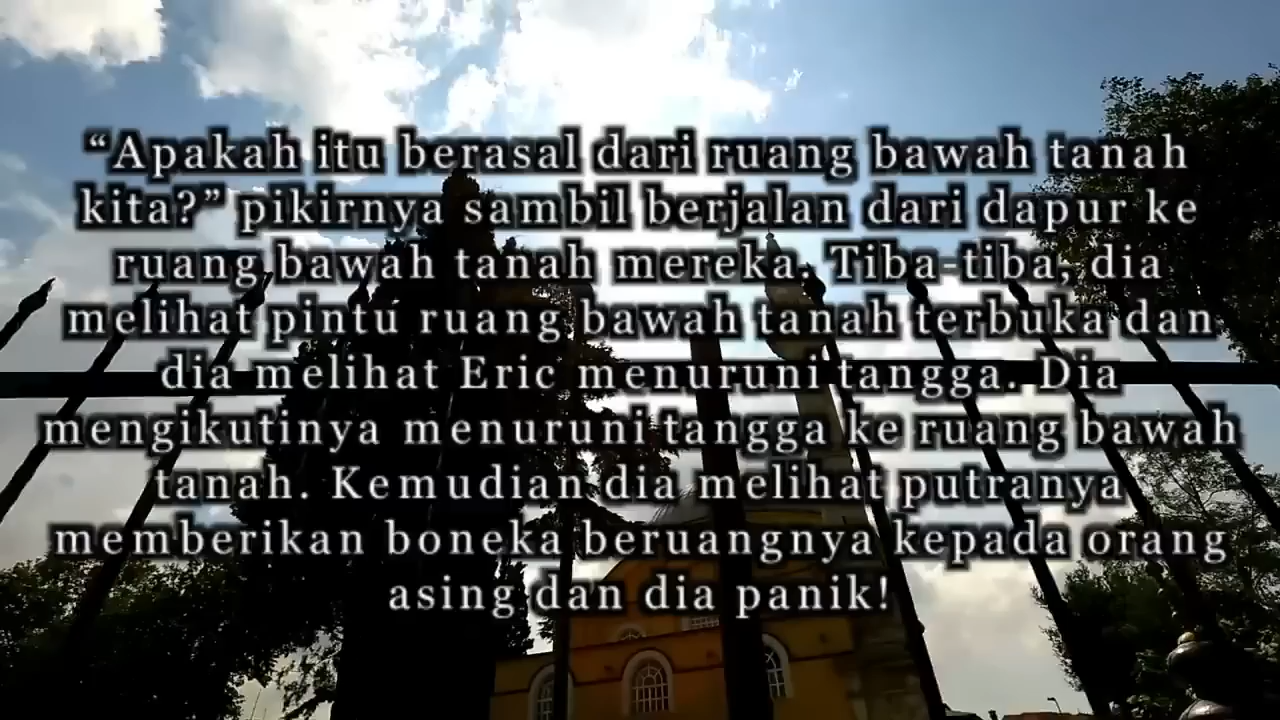 “Apakah itu berasal dari ruang bawah tanah
kita?” pikirnya sambil berjalan dari dapur ke
ruang bawah tanah mereka. Tiba-tiba, dia
melihat pintu ruang bawah tanah terbuka dan
dia melihat Eric menuruni tangga. Dia
mengikutinya menuruni tangga ke ruang bawah
tanah. Kemudian dia melihat putranya
memberikan boneka beruangnya kepada orang
asing dan dia panik!